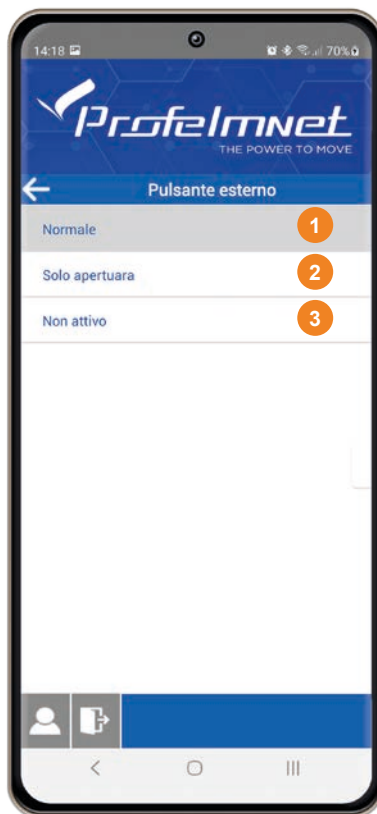 14:18 70%
Profelmnet
THE POWER TO MOVE
Pulsante esterno
Normale 1
Solo apertuara 2
Non attivo 3